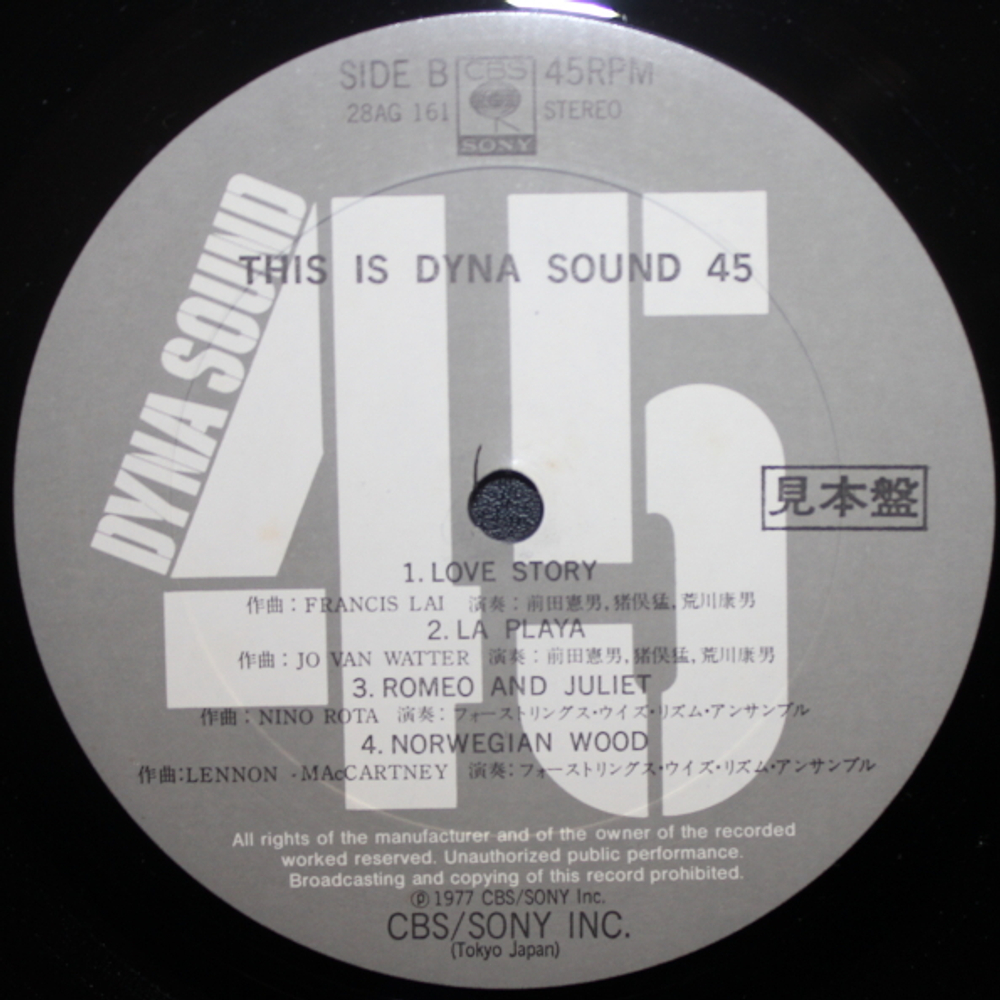 SIDE B CBS SONY 45RPM
28AG 161 STEREO
DYNA SOUND
45
THIS IS DYNA SOUND 45
見本盤
1. LOVE STORY
作曲：FRANCIS LAI 演奏：前田憲男，猪俣猛，荒川康男
2. LA PLAYA
作曲：JO VAN WATTER 演奏：前田憲男，猪俣猛，荒川康男
3. ROMEO AND JULIET
作曲：NINO ROTA 演奏：フォーストリングス・ウイズ・リズム・アンサンブル
4. NORWEGIAN WOOD
作曲：LENNON・MAcCARTNEY 演奏：フォーストリングス・ウイズ・リズム・アンサンブル
All rights of the manufacturer and of the owner of the recorded
worked reserved. Unauthorized public performance.
Broadcasting and copying of this record prohibited.
Ⓟ1977 CBS/SONY Inc.
CBS/SONY INC.
(Tokyo Japan)